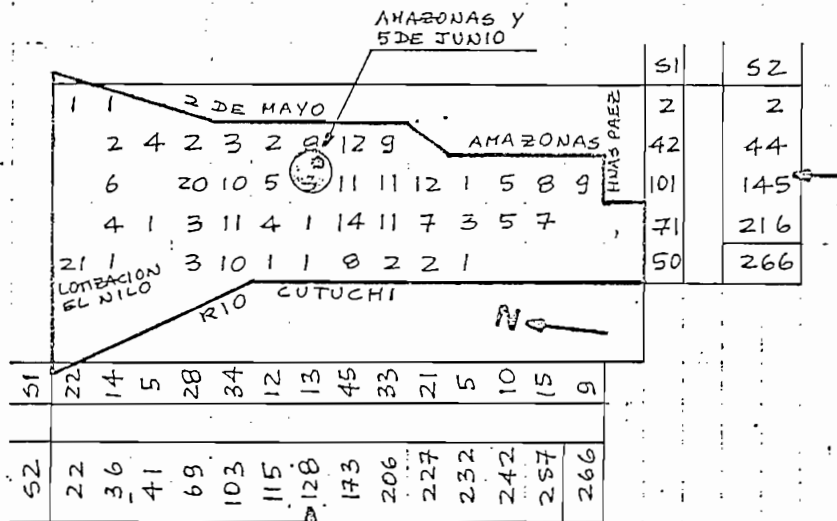 AMAZONAS Y
5 DE JUNIO
S1 S2
1 1 2 DE MAYO 2 2
2 4 2 3 2 8 12 9 AMAZONAS 42 44
HNAS PAEZ
6 20 10 5 3 11 11 12 1 5 8 9 101 145
4 1 3 11 4 1 14 11 7 3 5 7 71 216
21 1 3 10 1 1 8 2 2 1 50 266
LOTIZACION
EL NILO
RIO CUTUCHI
N
S1 22 14 5 28 34 12 13 45 33 21 5 10 15 9
S2 22 36 41 69 103 115 128 173 206 227 232 242 257 266